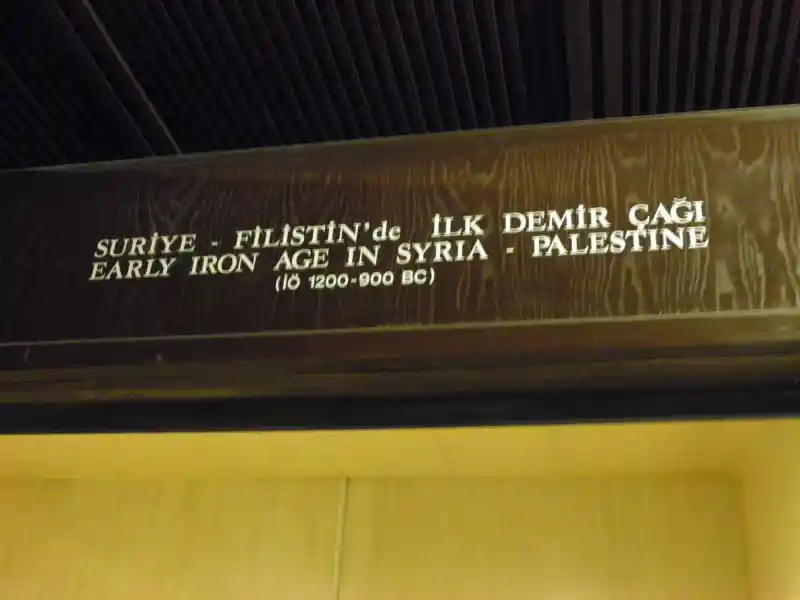 SURİYE - FİLİSTİN'de İLK DEMİR ÇAĞI
EARLY IRON AGE IN SYRIA - PALESTINE
(İÖ 1200-900 BC)